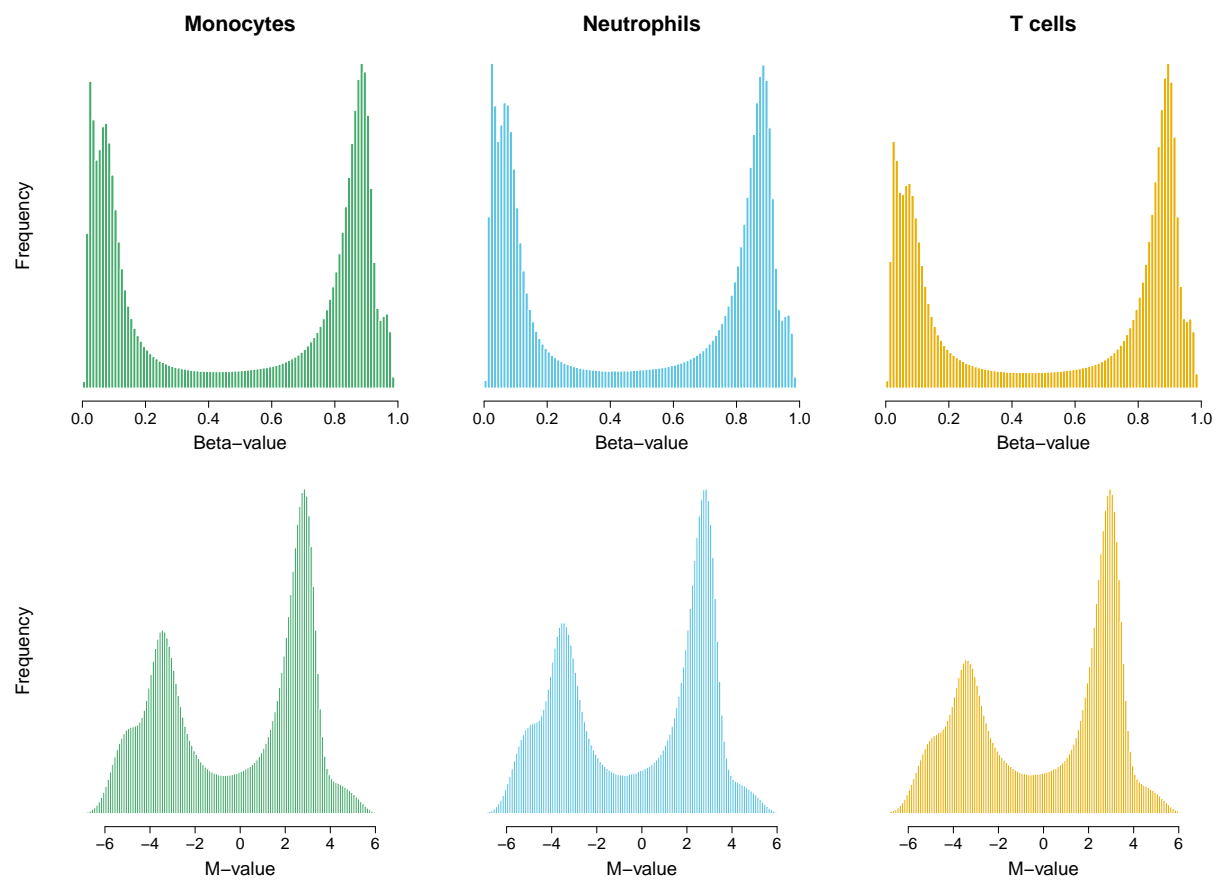 Monocytes Neutrophils T cells
Frequency
0.0 0.2 0.4 0.6 0.8 1.0 0.0 0.2 0.4 0.6 0.8 1.0 0.0 0.2 0.4 0.6 0.8 1.0
Beta−value Beta−value Beta−value
Frequency
−6 −4 −2 0 2 4 6 −6 −4 −2 0 2 4 6 −6 −4 −2 0 2 4 6
M−value M−value M−value